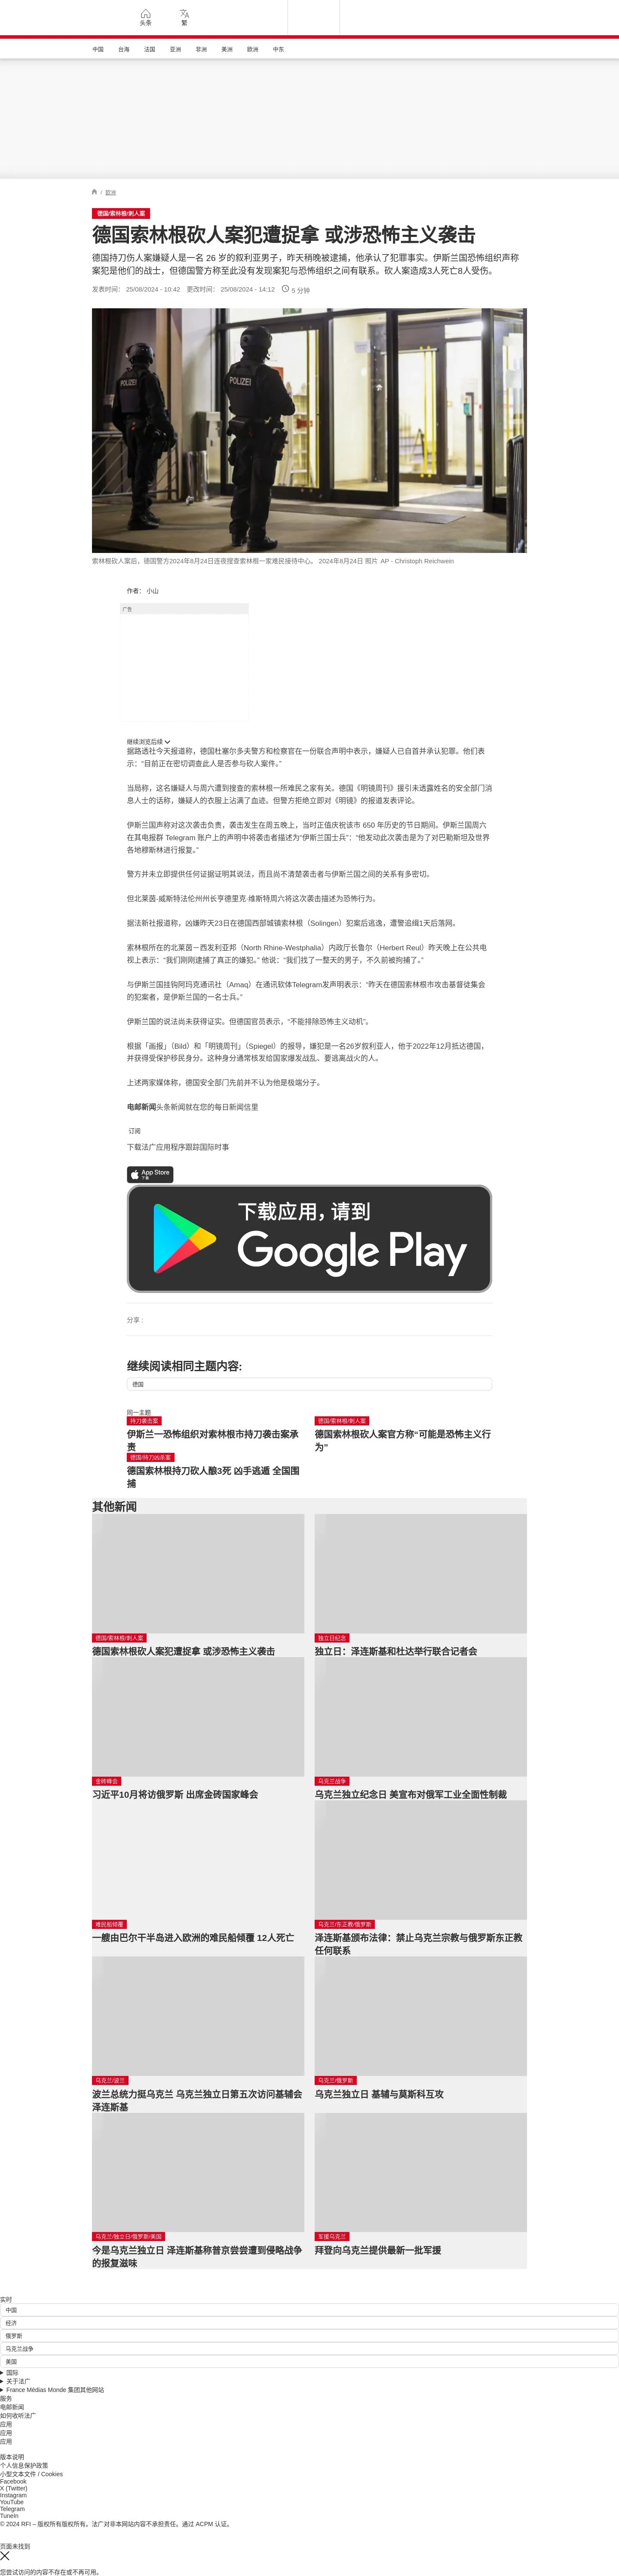 头条
繁
中国 台海 法国 亚洲 非洲 美洲 欧洲 中东
/ 欧洲
德国/索林根/刺人案
德国索林根砍人案犯遭捉拿 或涉恐怖主义袭击
德国持刀伤人案嫌疑人是一名 26 岁的叙利亚男子，昨天稍晚被逮捕，他承认了犯罪事实。伊斯兰国恐怖组织声称
案犯是他们的战士，但德国警方称至此没有发现案犯与恐怖组织之间有联系。砍人案造成3人死亡8人受伤。
发表时间： 25/08/2024 - 10:42 更改时间： 25/08/2024 - 14:12 5 分钟
POLIZEI
POLIZEI
索林根砍人案后，德国警方2024年8月24日连夜搜查索林根一家难民接待中心。 2024年8月24日 照片 AP - Christoph Reichwein
作者： 小山
广告
继续浏览后续
据路透社今天报道称，德国杜塞尔多夫警方和检察官在一份联合声明中表示，嫌疑人已自首并承认犯罪。他们表
示：“目前正在密切调查此人是否参与砍人案件。”
当局称，这名嫌疑人与周六遭到搜查的索林根一所难民之家有关。德国《明镜周刊》援引未透露姓名的安全部门消
息人士的话称，嫌疑人的衣服上沾满了血迹。但警方拒绝立即对《明镜》的报道发表评论。
伊斯兰国声称对这次袭击负责，袭击发生在周五晚上，当时正值庆祝该市 650 年历史的节日期间。伊斯兰国周六
在其电报群 Telegram 账户上的声明中将袭击者描述为“伊斯兰国士兵”：“他发动此次袭击是为了对巴勒斯坦及世界
各地穆斯林进行报复。”
警方并未立即提供任何证据证明其说法，而且尚不清楚袭击者与伊斯兰国之间的关系有多密切。
但北莱茵-威斯特法伦州州长亨德里克·维斯特周六将这次袭击描述为恐怖行为。
据法新社报道称，凶嫌昨天23日在德国西部城镇索林根（Solingen）犯案后逃逸，遭警追缉1天后落网。
索林根所在的北莱茵－西发利亚邦（North Rhine-Westphalia）内政厅长鲁尔（Herbert Reul）昨天晚上在公共电
视上表示：“我们刚刚逮捕了真正的嫌犯。” 他说：“我们找了一整天的男子，不久前被拘捕了。”
与伊斯兰国挂钩阿玛克通讯社（Amaq）在通讯软体Telegram发声明表示：“昨天在德国索林根市攻击基督徒集会
的犯案者，是伊斯兰国的一名士兵。”
伊斯兰国的说法尚未获得证实。但德国官员表示，“不能排除恐怖主义动机”。
根据「画报」（Bild）和「明镜周刊」（Spiegel）的报导，嫌犯是一名26岁叙利亚人，他于2022年12月抵达德国，
并获得受保护移民身分。这种身分通常核发给国家爆发战乱、要逃离战火的人。
上述两家媒体称，德国安全部门先前并不认为他是极端分子。
电邮新闻头条新闻就在您的每日新闻信里
订阅
下载法广应用程序跟踪国际时事
App Store
下载
下载应用，请到
Google Play
分享 :
继续阅读相同主题内容:
德国
同一主题
持刀袭击案
伊斯兰一恐怖组织对索林根市持刀袭击案承
责
德国/索林根/刺人案
德国索林根砍人案官方称“可能是恐怖主义行
为”
德国/持刀凶杀案
德国索林根持刀砍人酿3死 凶手逃遁 全国围
捕
其他新闻
德国/索林根/刺人案
德国索林根砍人案犯遭捉拿 或涉恐怖主义袭击
独立日纪念
独立日：泽连斯基和杜达举行联合记者会
金砖峰会
习近平10月将访俄罗斯 出席金砖国家峰会
乌克兰战争
乌克兰独立纪念日 美宣布对俄军工业全面性制裁
难民船倾覆
一艘由巴尔干半岛进入欧洲的难民船倾覆 12人死亡
乌克兰/东正教/俄罗斯
泽连斯基颁布法律：禁止乌克兰宗教与俄罗斯东正教
任何联系
乌克兰/波兰
波兰总统力挺乌克兰 乌克兰独立日第五次访问基辅会
泽连斯基
乌克兰/俄罗斯
乌克兰独立日 基辅与莫斯科互攻
乌克兰/独立日/俄罗斯/美国
今是乌克兰独立日 泽连斯基称普京尝尝遭到侵略战争
的报复滋味
军援乌克兰
拜登向乌克兰提供最新一批军援
实时
中国
经济
俄罗斯
乌克兰战争
美国
国际
关于法广
France Médias Monde 集团其他网站
服务
电邮新闻
如何收听法广
应用
应用
应用
版本说明
个人信息保护政策
小型文本文件 / Cookies
Facebook
X (Twitter)
Instagram
YouTube
Telegram
TuneIn
© 2024 RFI – 版权所有版权所有。法广对非本网站内容不承担责任。通过 ACPM 认证。
页面未找到
您尝试访问的内容不存在或不再可用。